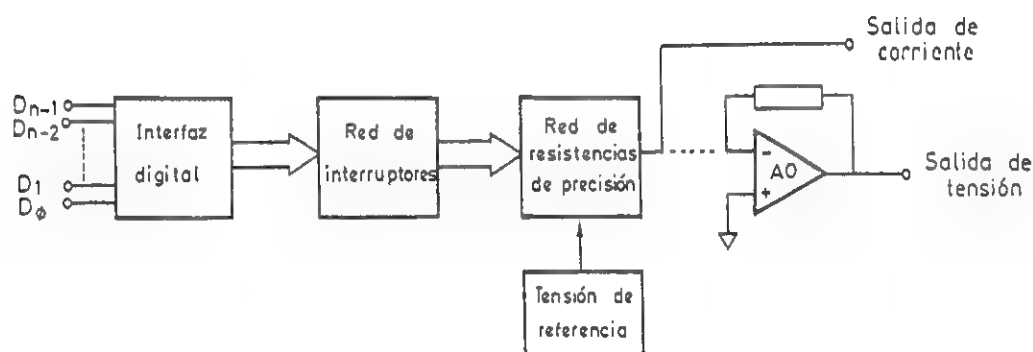 Dn-1
Dn-2
D1
Dφ
Interfaz
digital
Red de
interruptores
Red de
resistencias
de precisión
Tensión de
referencia
Salida de
corriente
-
AO
+
Salida de
tensión